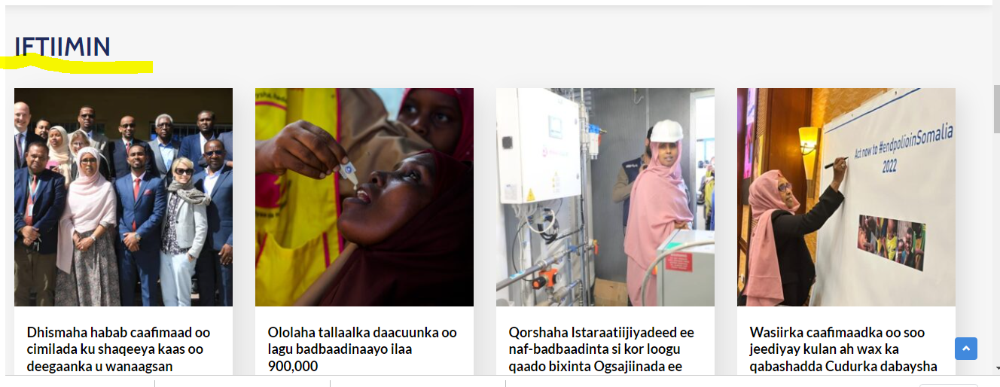 IFTIIMIN
Act now to #endpolioinSomalia
2022
Dhismaha habab caafimaad oo
cimilada ku shaqeeya kaas oo
deegaanka u wanaagsan
Ololaha tallaalka daacuunka oo
lagu badbaadinaayo ilaa
900,000
Qorshaha Istaraatiijiyadeed ee
naf-badbaadinta si kor loogu
qaado bixinta Ogsajiinada ee
Wasiirka caafimaadka oo soo
jeediyay kulan ah wax ka
qabashadda Cudurka dabaysha